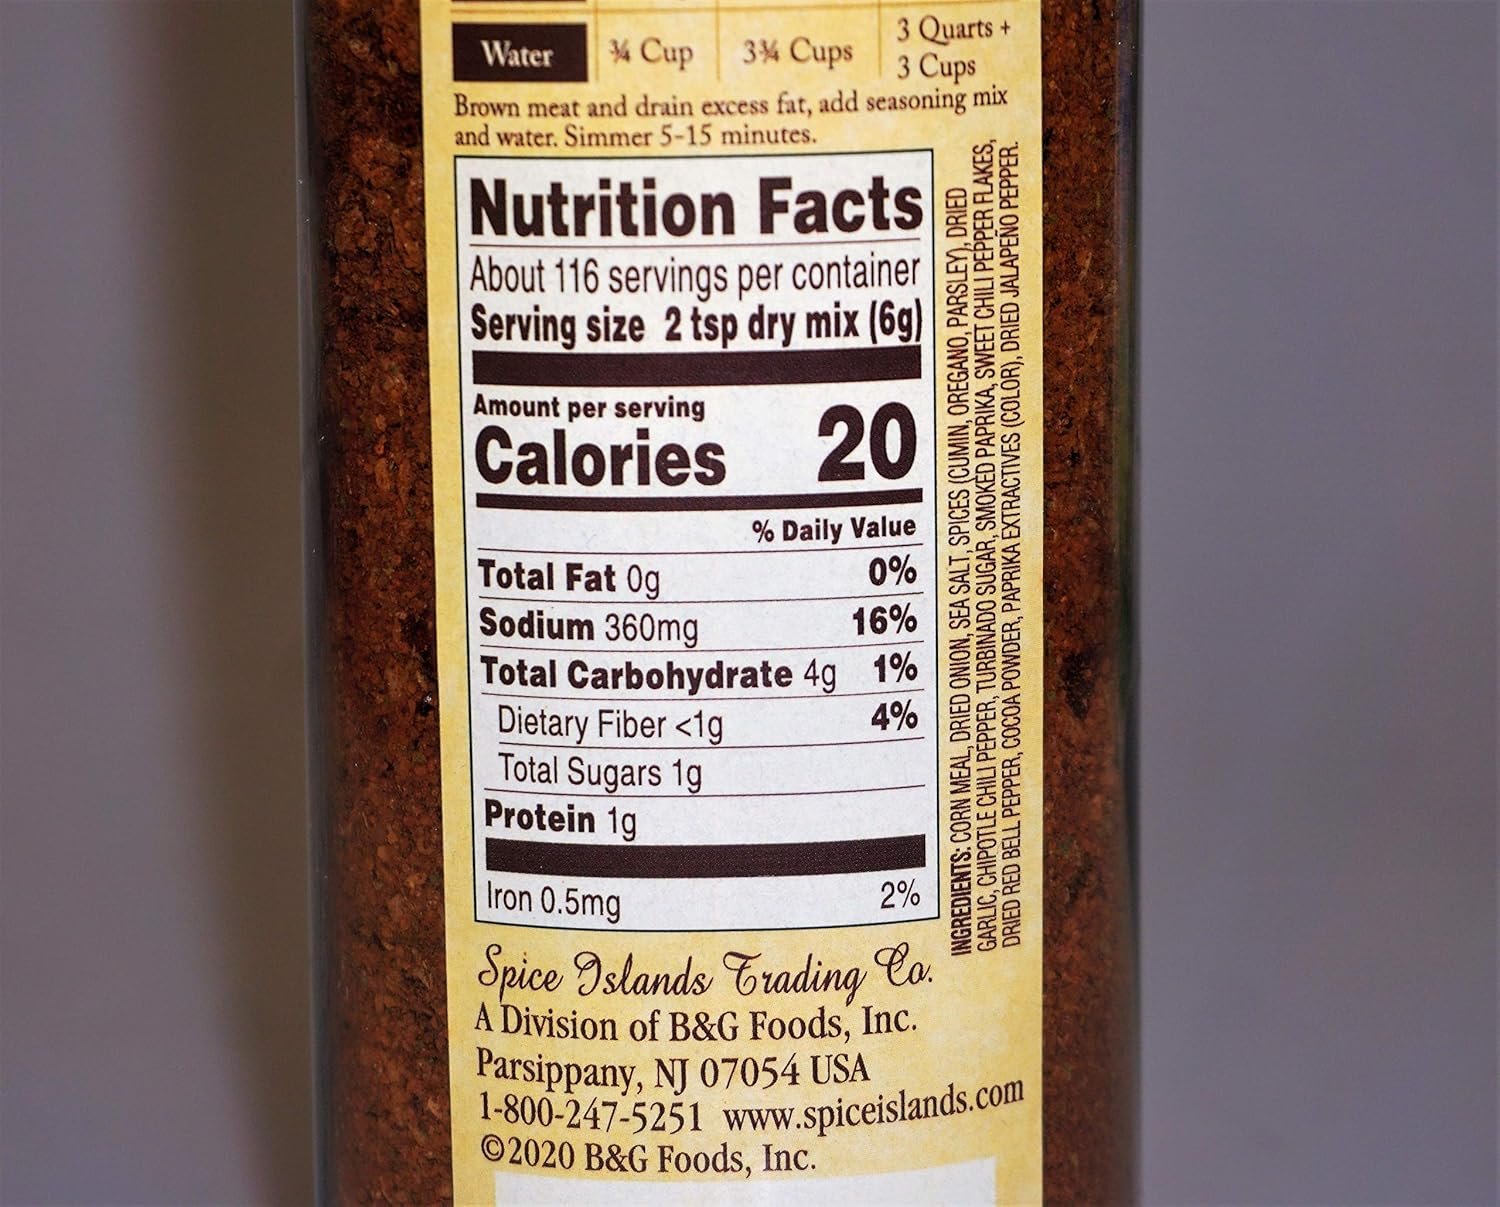 Water ¾ Cup 3¾ Cups 3 Quarts +
3 Cups
Brown meat and drain excess fat, add seasoning mix
and water. Simmer 5-15 minutes.
Nutrition Facts
About 116 servings per container
Serving size 2 tsp dry mix (6g)
Amount per serving
Calories 20
% Daily Value
Total Fat 0g 0%
Sodium 360mg 16%
Total Carbohydrate 4g 1%
Dietary Fiber <1g 4%
Total Sugars 1g
Protein 1g
Iron 0.5mg 2%
INGREDIENTS: CORN MEAL, DRIED ONION, SEA SALT, SPICES (CUMIN, OREGANO, PARSLEY), DRIED
GARLIC, CHIPOTLE CHILI PEPPER, TURBINADO SUGAR, SMOKED PAPRIKA, SWEET CHILI PEPPER FLAKES,
DRIED RED BELL PEPPER, COCOA POWDER, PAPRIKA EXTRACTIVES (COLOR), DRIED JALAPEÑO PEPPER.
Spice Islands Trading Co.
A Division of B&G Foods, Inc.
Parsippany, NJ 07054 USA
1-800-247-5251 www.spiceislands.com
©2020 B&G Foods, Inc.